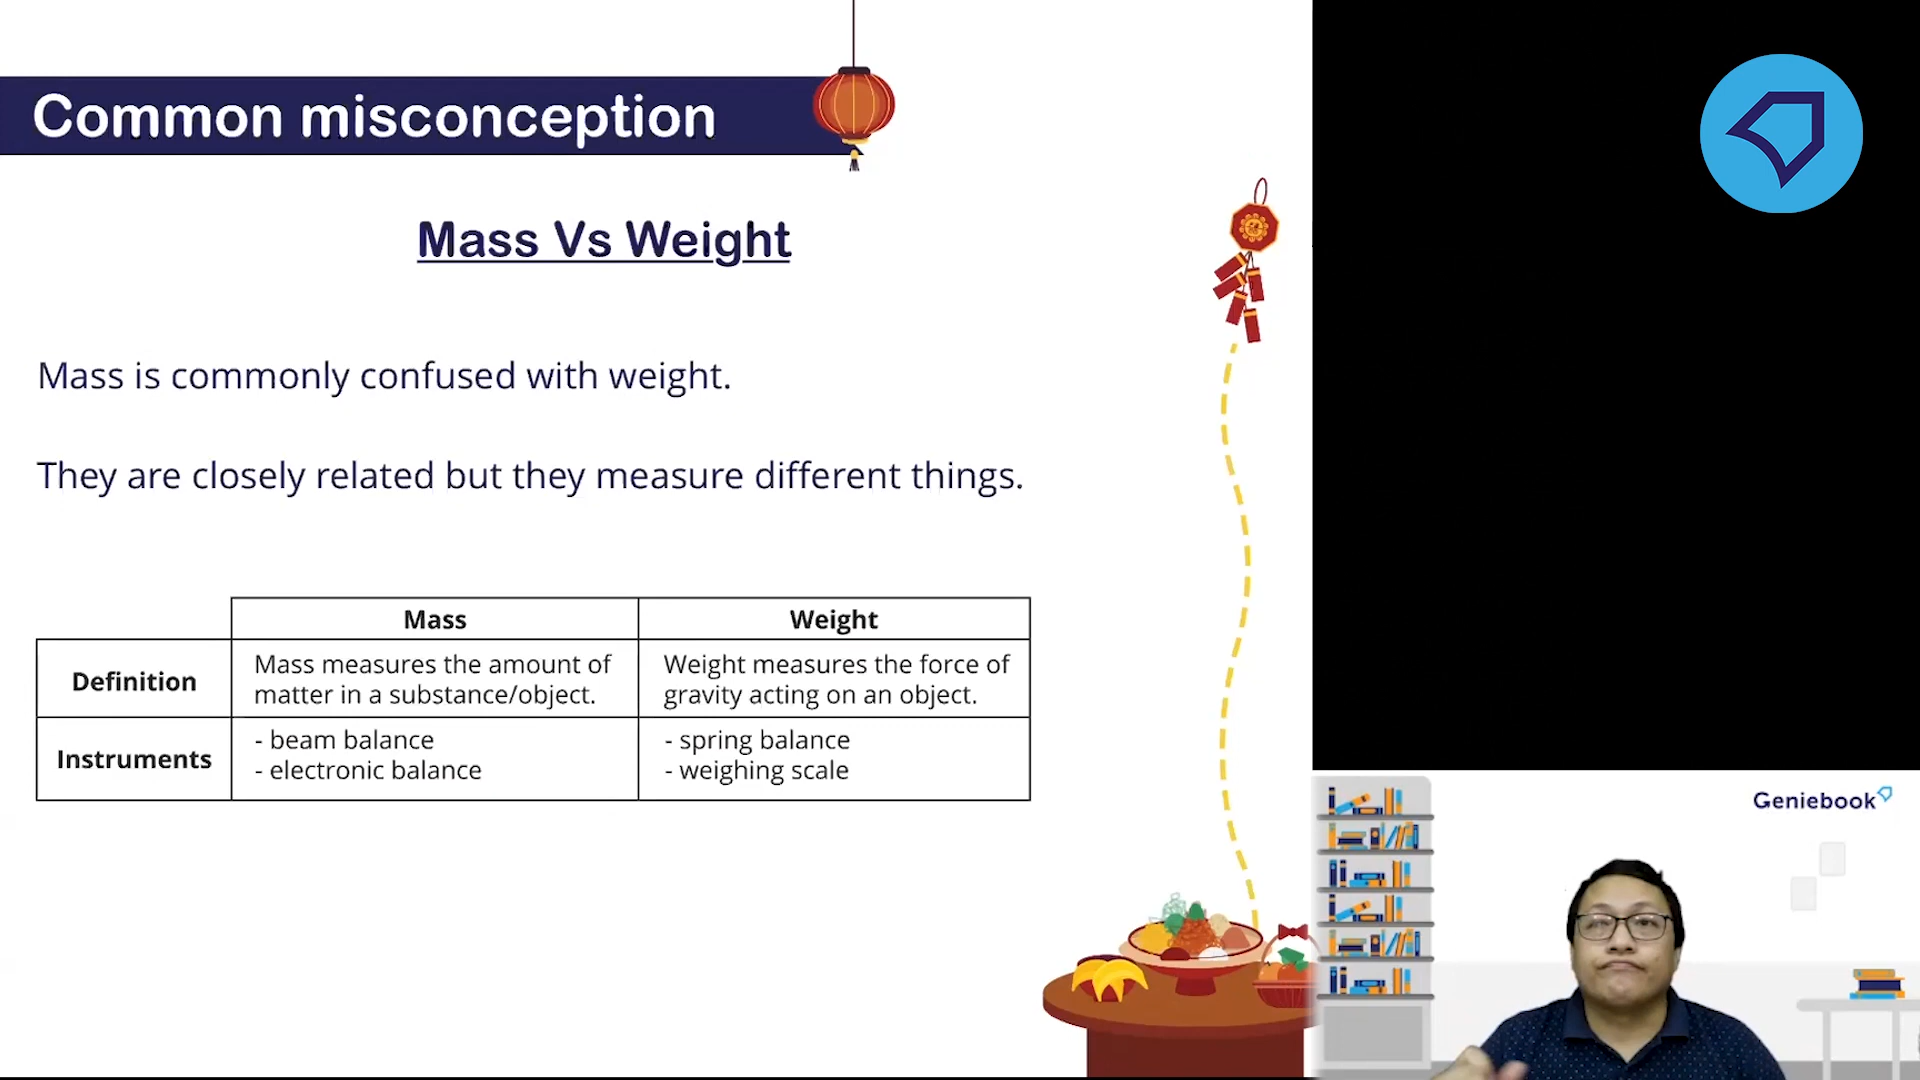 Common misconception
Mass Vs Weight
Mass is commonly confused with weight.
They are closely related but they measure different things.
Mass
Weight
Definition
Mass measures the amount of
matter in a substance/object.
Weight measures the force of
gravity acting on an object.
Instruments
- beam balance
- electronic balance
- spring balance
- weighing scale
Geniebook